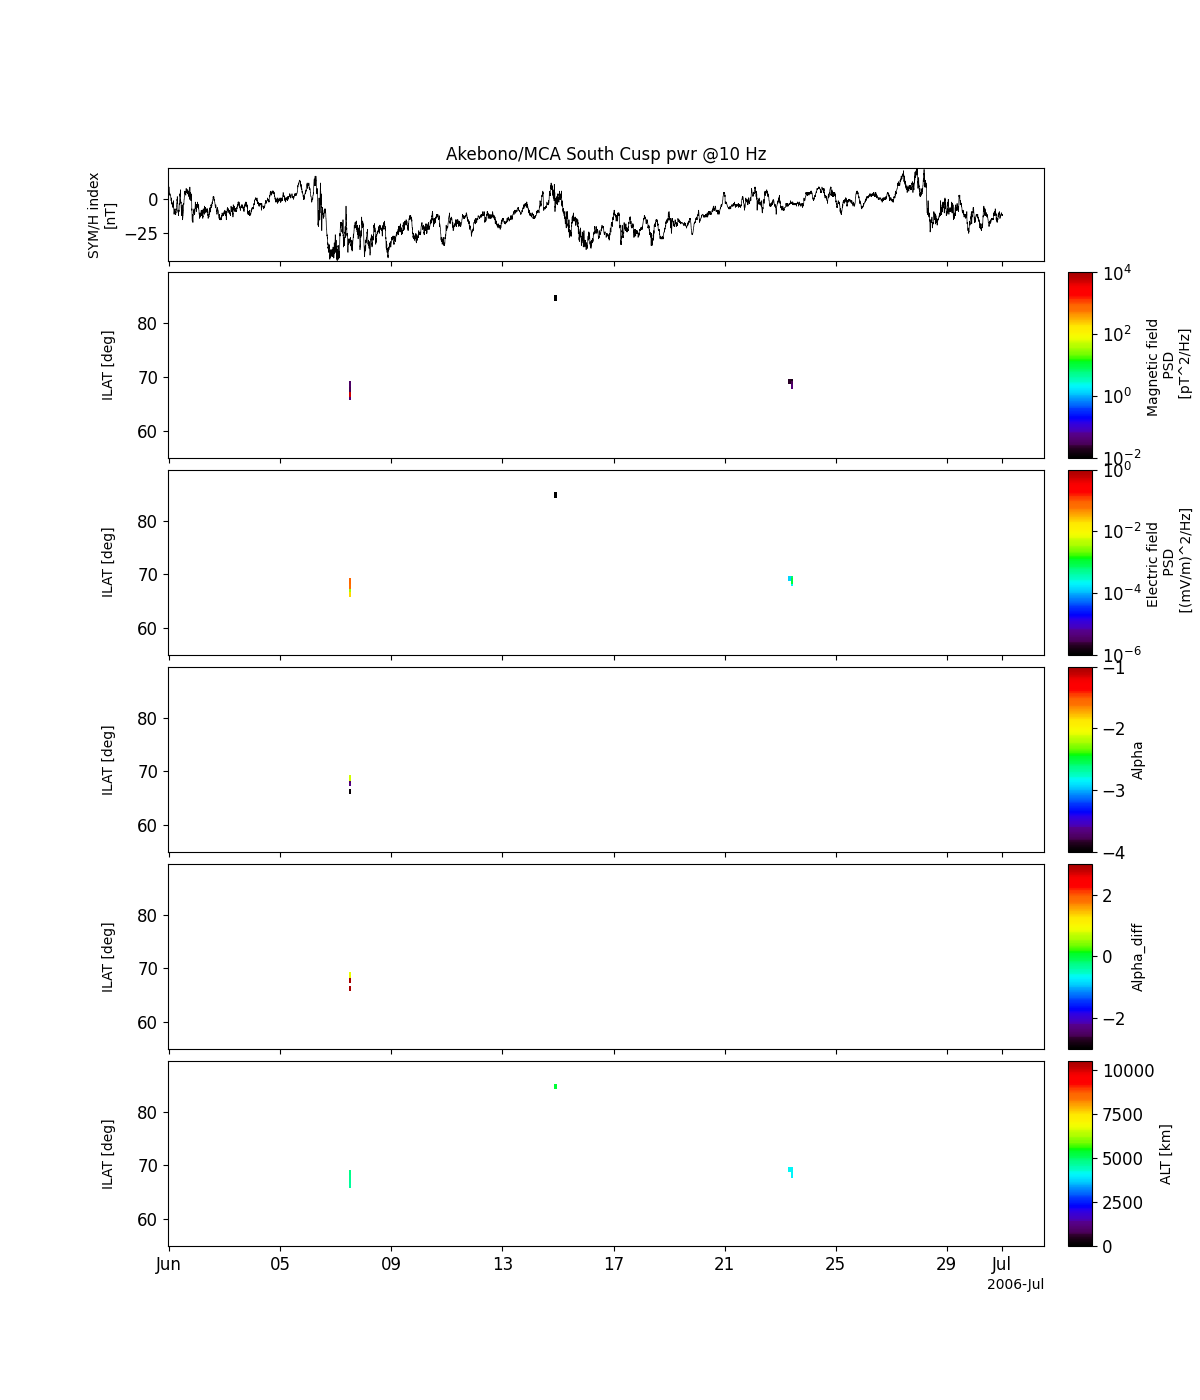 Akebono/MCA South Cusp pwr @10 Hz
SYM/H index
[nT]
0
−25
ILAT [deg]
80
70
60
10^4
10^2
10^0
10^−2
Magnetic field
PSD
[pT^2/Hz]
ILAT [deg]
80
70
60
10^0
10^−2
10^−4
10^−6
Electric field
PSD
[(mV/m)^2/Hz]
ILAT [deg]
80
70
60
−1
−2
−3
−4
Alpha
ILAT [deg]
80
70
60
2
0
−2
Alpha_diff
ILAT [deg]
80
70
60
10000
7500
5000
2500
0
ALT [km]
Jun 05 09 13 17 21 25 29 Jul
2006-Jul